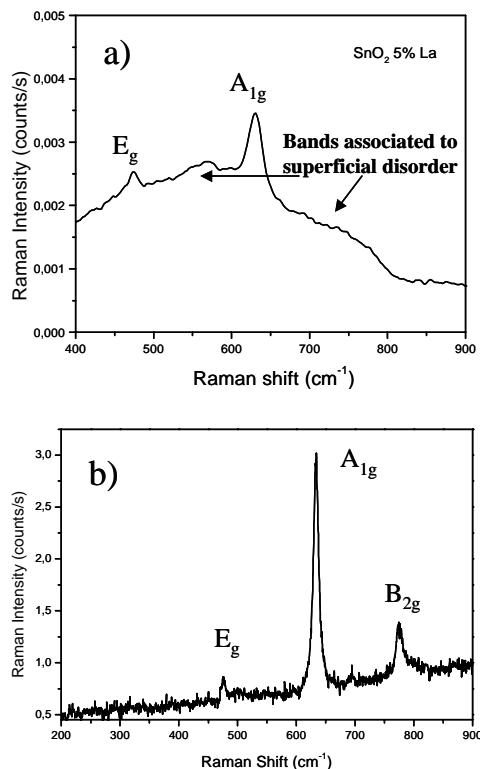 a)
SnO₂ 5% La
A₁g
E_g
Bands associated to
superficial disorder
Raman Intensity (counts/s)
0,005
0,004
0,003
0,002
0,001
0,000
400 500 600 700 800 900
Raman shift (cm⁻¹)
b)
A₁g
B₂g
E_g
Raman Intensity (counts/s)
3,0
2,5
2,0
1,5
1,0
0,5
200 300 400 500 600 700 800 900
Raman Shift (cm⁻¹)